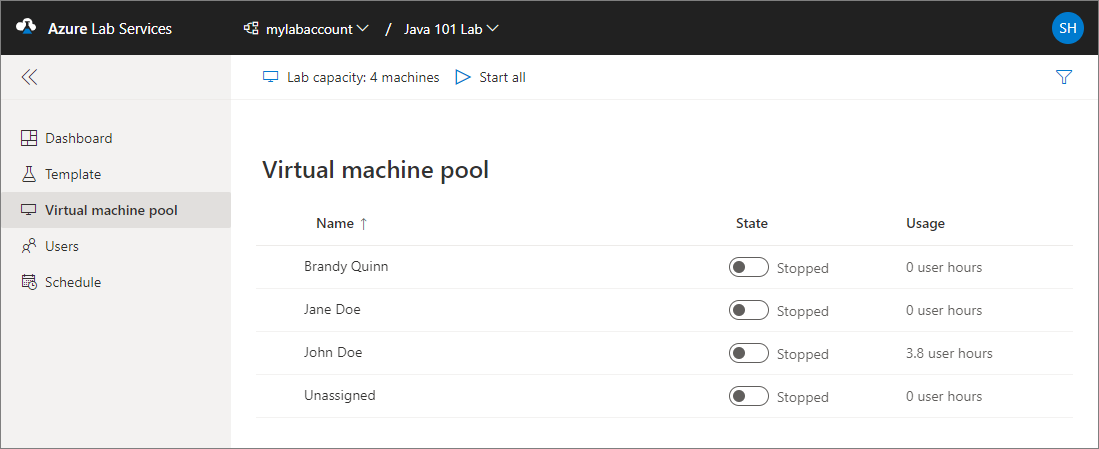 Azure Lab Services mylabaccount / Java 101 Lab SH
Lab capacity: 4 machines Start all
Dashboard
Template
Virtual machine pool
Users
Schedule
Virtual machine pool
Name ↑ State Usage
Brandy Quinn Stopped 0 user hours
Jane Doe Stopped 0 user hours
John Doe Stopped 3.8 user hours
Unassigned Stopped 0 user hours